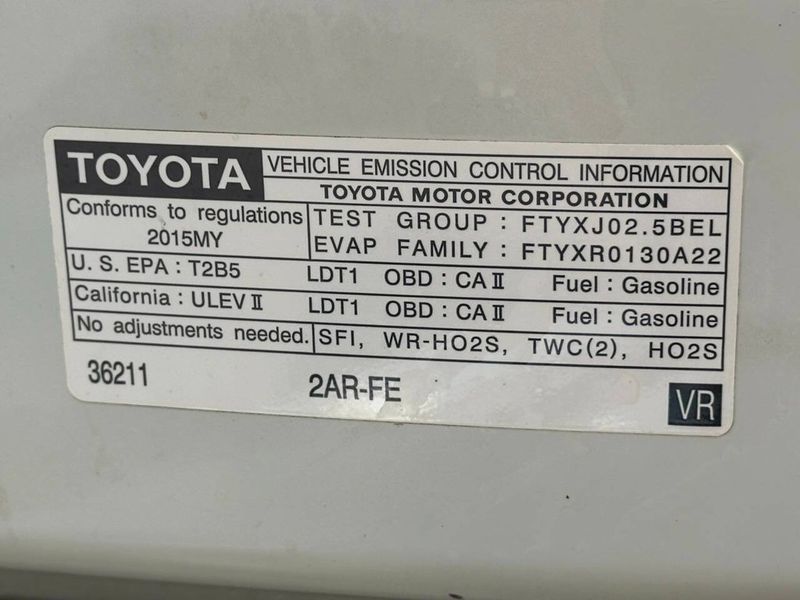 TOYOTA VEHICLE EMISSION CONTROL INFORMATION
TOYOTA MOTOR CORPORATION
Conforms to regulations
2015MY
TEST GROUP : FTYXJ02.5BEL
EVAP FAMILY : FTYXR0130A22
U. S. EPA : T2B5 LDT1 OBD : CA II Fuel : Gasoline
California : ULEV II LDT1 OBD : CA II Fuel : Gasoline
No adjustments needed. SFI, WR-HO2S, TWC(2), HO2S
36211 2AR-FE VR